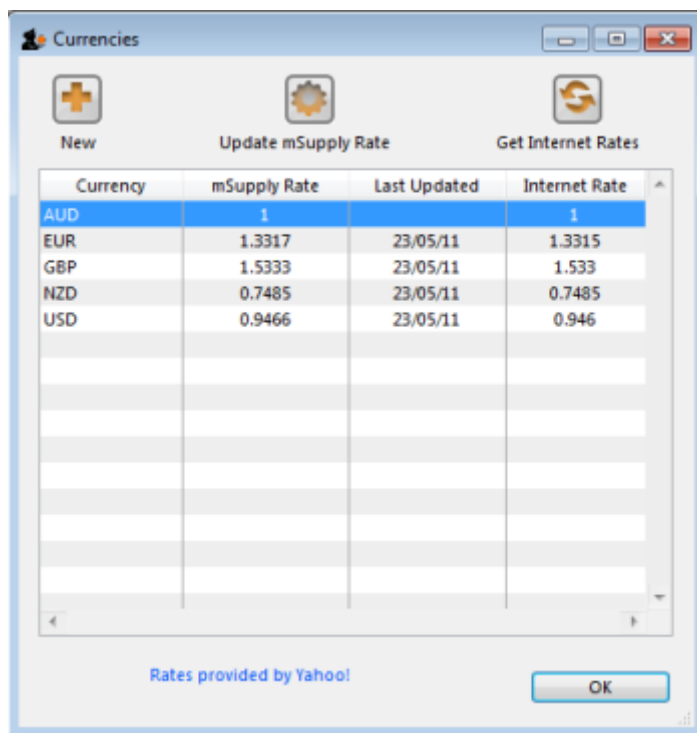 Currencies
New Update mSupply Rate Get Internet Rates
Currency mSupply Rate Last Updated Internet Rate
AUD 1 1
EUR 1.3317 23/05/11 1.3315
GBP 1.5333 23/05/11 1.533
NZD 0.7485 23/05/11 0.7485
USD 0.9466 23/05/11 0.946
Rates provided by Yahoo!
OK